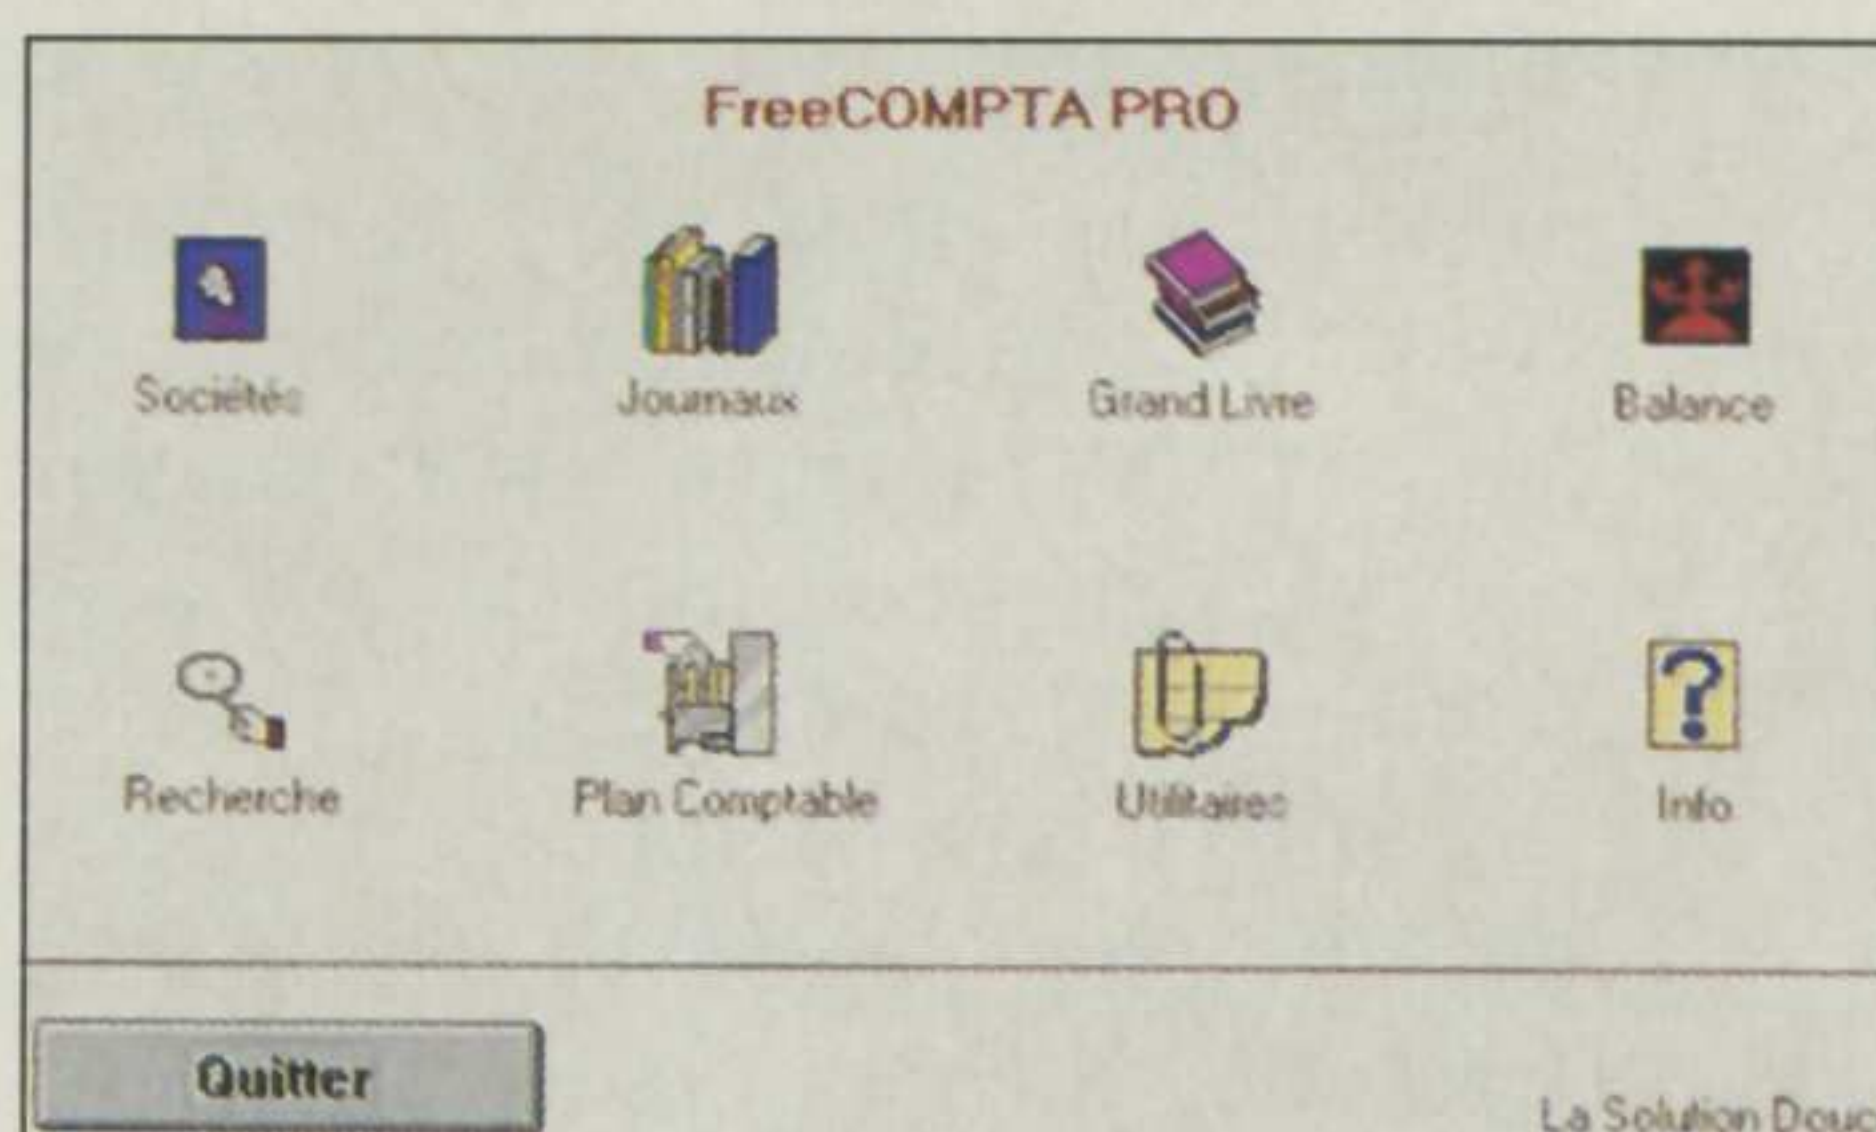 FreeCOMPTA PRO
Sociétés Journaux Grand Livre Balance
Recherche Plan Comptable Utilitaires Info
Quitter
La Solution